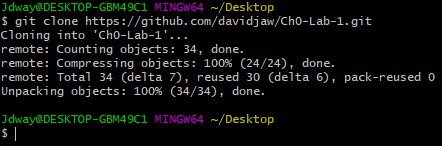 Jdway@DESKTOP-GBM49C1 MINGW64 ~/Desktop
$ git clone https://github.com/davidjaw/Ch0-Lab-1.git
Cloning into 'Ch0-Lab-1'...
remote: Counting objects: 34, done.
remote: Compressing objects: 100% (24/24), done.
remote: Total 34 (delta 7), reused 30 (delta 6), pack-reused 0
Unpacking objects: 100% (34/34), done.
Jdway@DESKTOP-GBM49C1 MINGW64 ~/Desktop
$